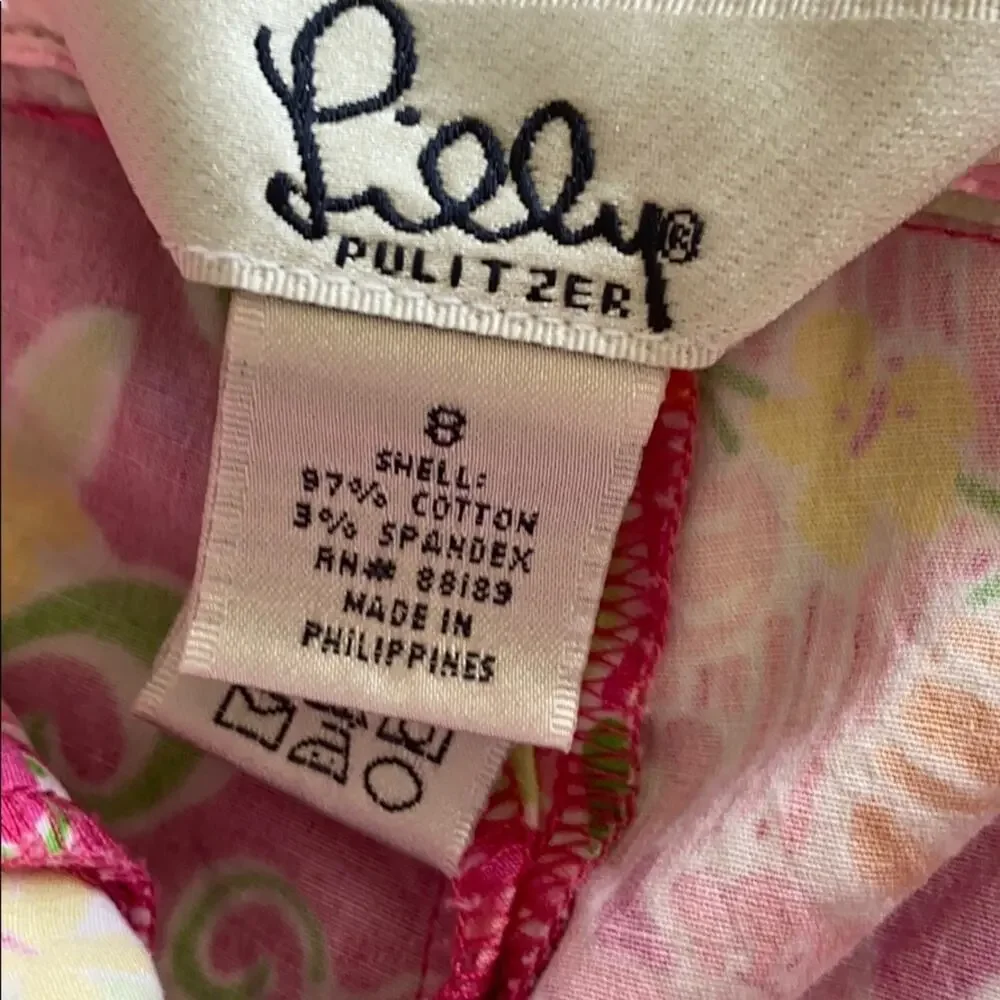 Lilly®
PULITZER
8
SHELL:
97% COTTON
3% SPANDEX
RN# 88189
MADE IN
PHILIPPINES